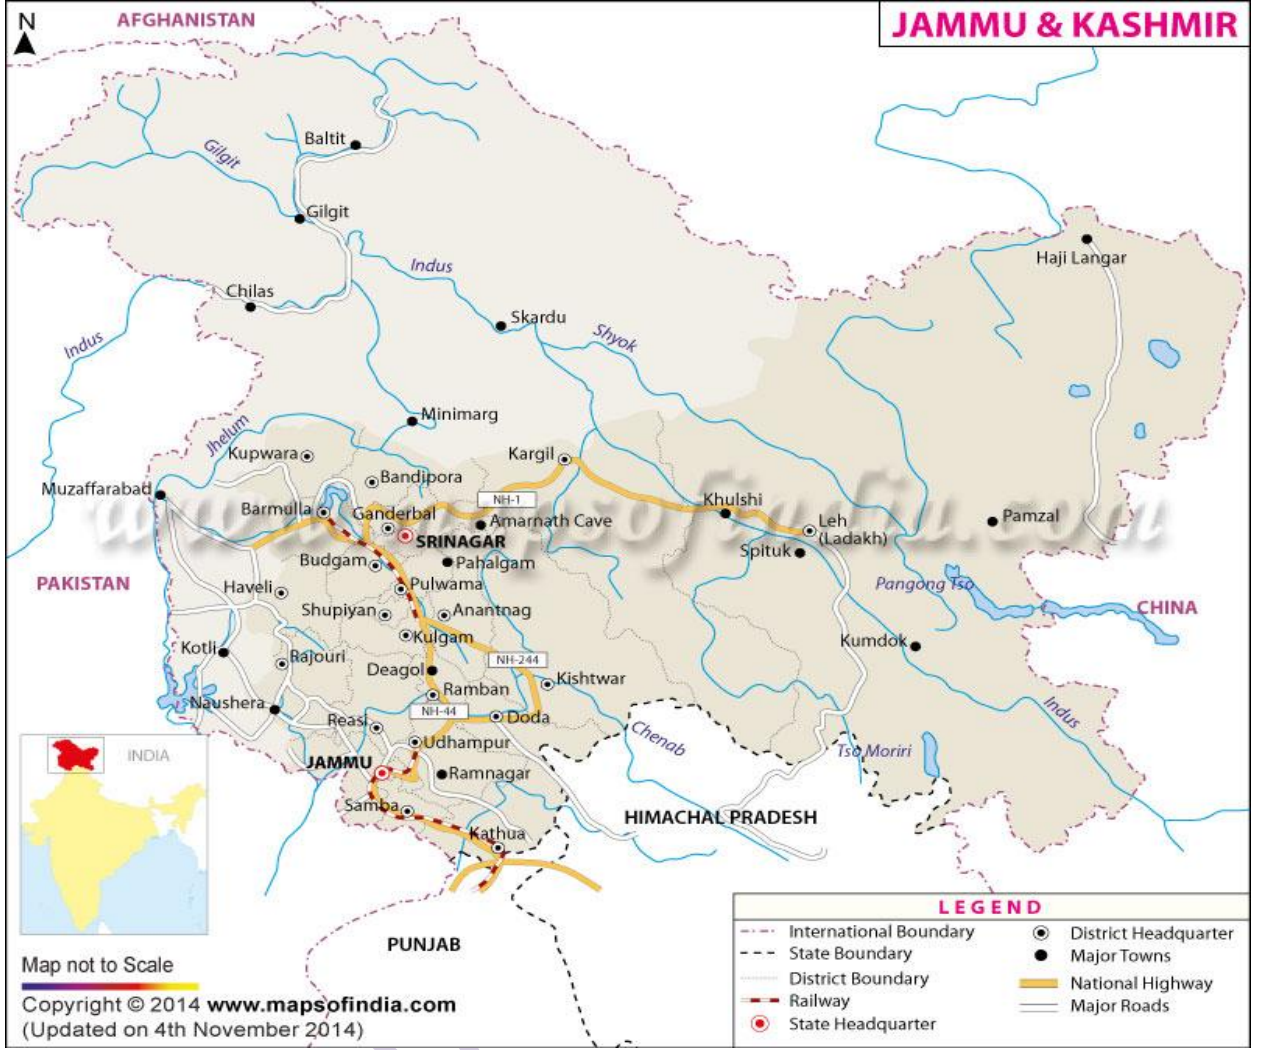 N
AFGHANISTAN
JAMMU & KASHMIR
Baltit
Gilgit
Gilgit
Haji Langar
Indus
Chilas
Skardu
Shyok
Indus
Minimarg
Jhelum
Kupwara
Kargil
Bandipora
Muzaffarabad
NH-1
Khulshi
Barmulla
Ganderbal
Amarnath Cave
Pamzal
www.mapsofindia.com
Leh
(Ladakh)
SRINAGAR
Spituk
Budgam
Pahalgam
PAKISTAN
Haveli
Pulwama
Pangong Tso
CHINA
Shupiyan
Anantnag
Kulgam
Kumdok
Kotli
Rajouri
NH-244
Deagol
Kishtwar
Ramban
Naushera
NH-44
Indus
Reasi
Doda
Chenab
Udhampur
Tso Moriri
INDIA
JAMMU
Ramnagar
Samba
HIMACHAL PRADESH
Kathua
PUNJAB
LEGEND
International Boundary
State Boundary
District Boundary
Railway
State Headquarter
District Headquarter
Major Towns
National Highway
Major Roads
Map not to Scale
Copyright © 2014 www.mapsofindia.com
(Updated on 4th November 2014)